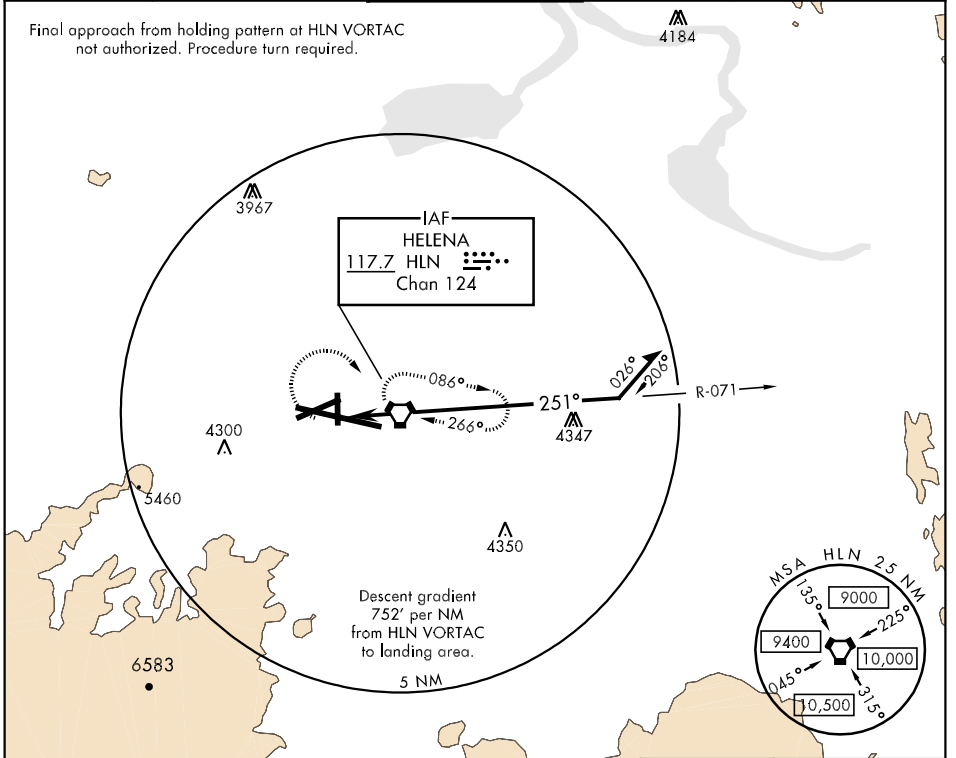 Final approach from holding pattern at HLN VORTAC
not authorized. Procedure turn required.
4184
3967
IAF
HELENA
117.7 HLN
Chan 124
086°
026°
206°
R-071
251°
266°
4347
4300
5460
4350
Descent gradient
752' per NM
from HLN VORTAC
to landing area.
5 NM
6583
MSA HLN 25 NM
135°
9000
225°
9400
10,000
045°
10,500
315°